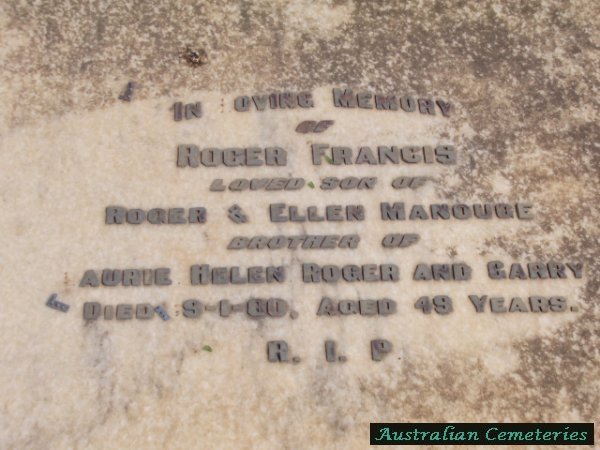 IN OVING MEMORY
OF
ROGER FRANCIS
LOVED SON OF
ROGER & ELLEN MANOUGE
BROTHER OF
AURIE HELEN ROGER AND GARRY
DIED 9-1-80, AGED 49 YEARS.
R. I. P
Australian Cemeteries